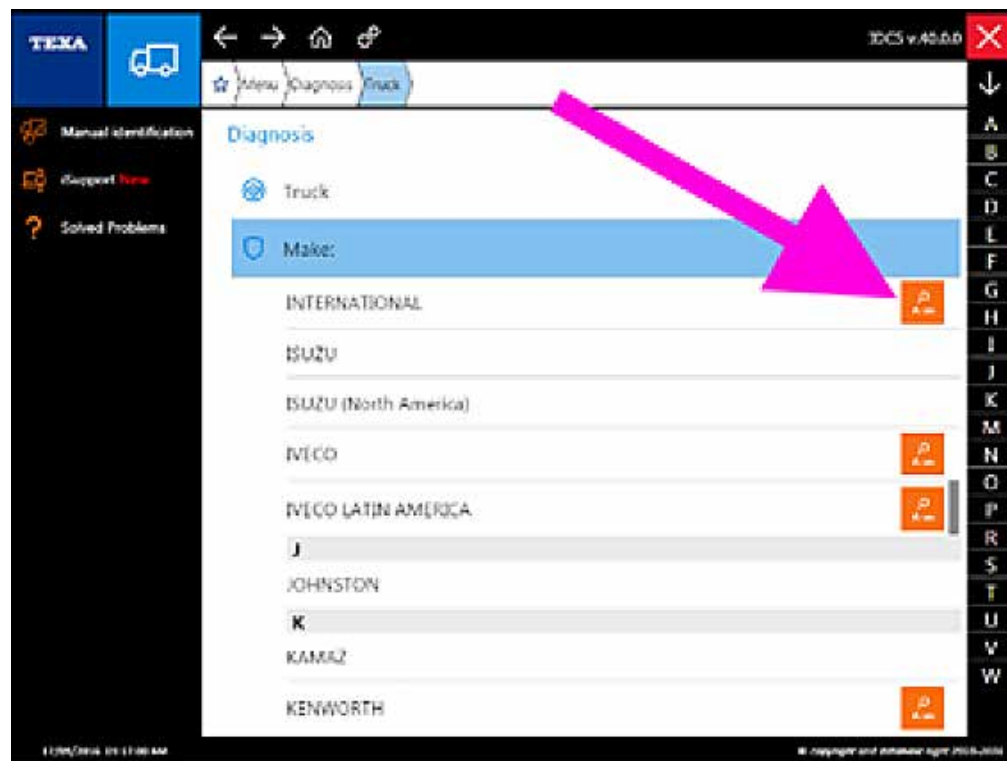 TEXA
IDC5 v.40.0.0
Menu
Diagnosis
Truck
Manual identification
iSupport New
Solved Problems
Diagnosis
Truck
Make:
INTERNATIONAL
ISUZU
ISUZU (North America)
IVECO
IVECO LATIN AMERICA
J
JOHNSTON
K
KAMAZ
KENWORTH
A
B
C
D
F
G
H
I
J
K
M
N
O
P
R
S
T
U
V
W